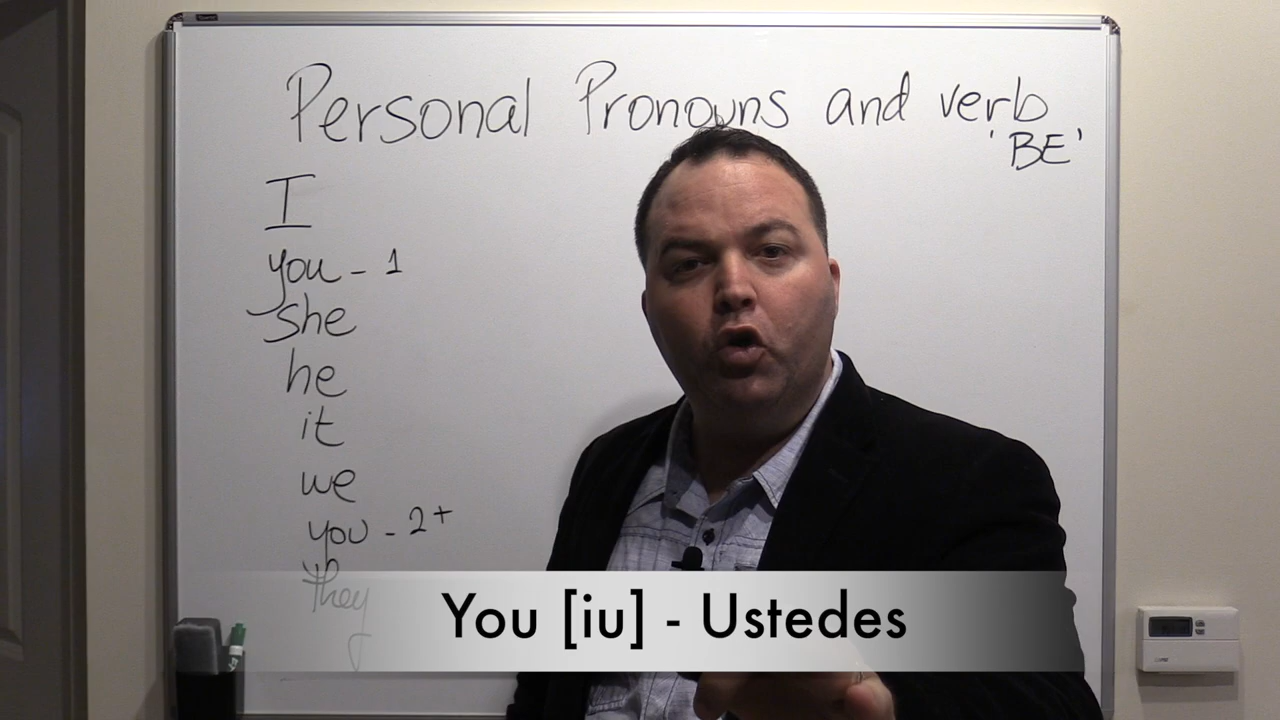 Personal Pronouns and verb
'BE'
I
you - 1
she
he
it
we
you - 2+
they
You [iu] - Ustedes